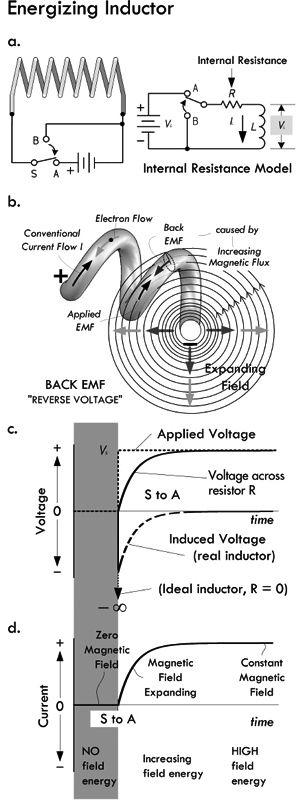 Energizing Inductor
a.
Internal Resistance
A
R
+
V
B
I
L
V
−
B
S
A
+
Internal Resistance Model
b.
Electron Flow
Back
EMF
caused by
Increasing
Magnetic Flux
Conventional
Current Flow I
+
Applied
EMF
−
Expanding
Field
BACK EMF
"REVERSE VOLTAGE"
c.
Applied Voltage
+
Voltage across
resistor R
S to A
Voltage
0
time
Induced Voltage
(real inductor)
−
(Ideal inductor, R = 0)
− ∞
d.
+
Zero
Magnetic
Field
Magnetic
Field
Expanding
Constant
Magnetic
Field
Current
0
S to A
time
−
NO
field
energy
Increasing
field energy
HIGH
field
energy